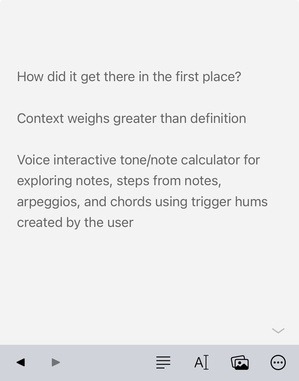 How did it get there in the first place?
Context weighs greater than definition
Voice interactive tone/note calculator for
exploring notes, steps from notes,
arpeggios, and chords using trigger hums
created by the user
A